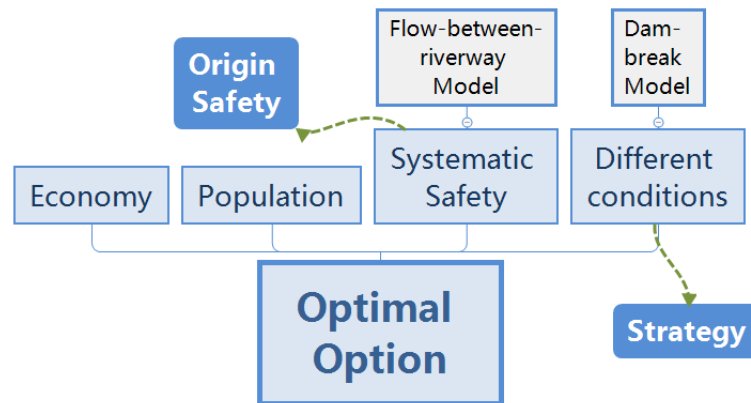 Flow-between-
riverway
Model
Dam-
break
Model
Origin
Safety
Economy
Population
Systematic
Safety
Different
conditions
Optimal
Option
Strategy